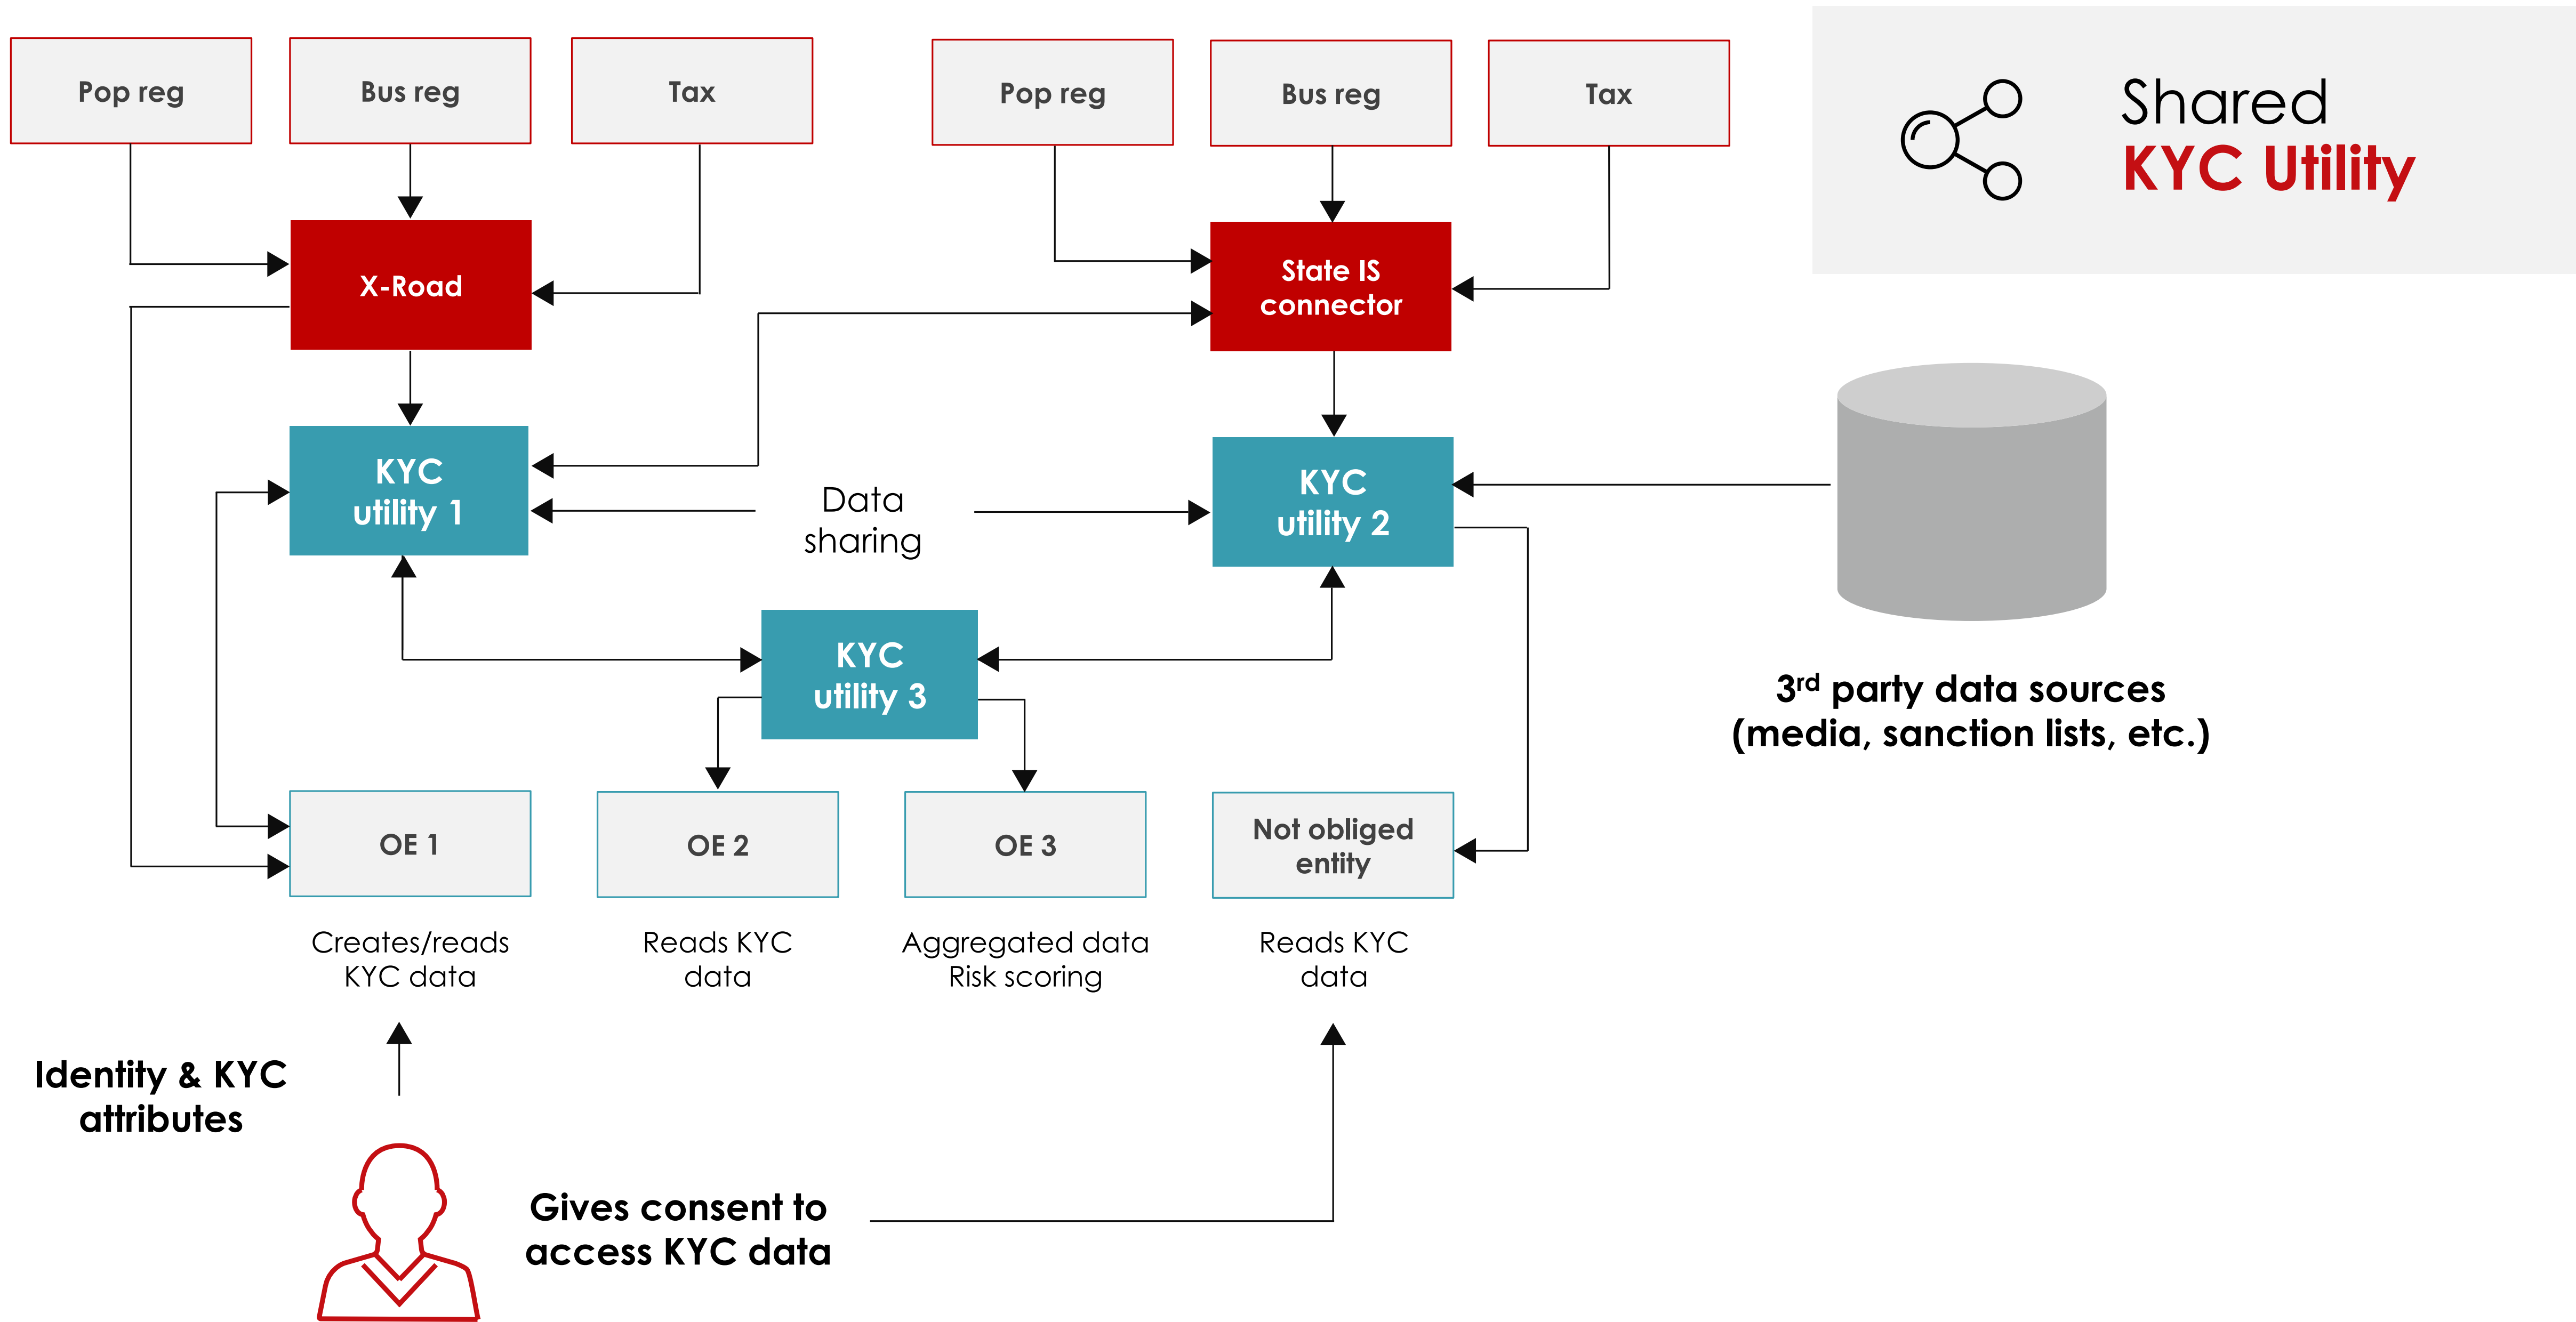 Pop reg
Bus reg
Tax
Pop reg
Bus reg
Tax
Shared
KYC Utility
X-Road
State IS
connector
KYC
utility 1
Data
sharing
KYC
utility 2
KYC
utility 3
3rd party data sources
(media, sanction lists, etc.)
OE 1
OE 2
OE 3
Not obliged
entity
Creates/reads
KYC data
Reads KYC
data
Aggregated data
Risk scoring
Reads KYC
data
Identity & KYC
attributes
Gives consent to
access KYC data